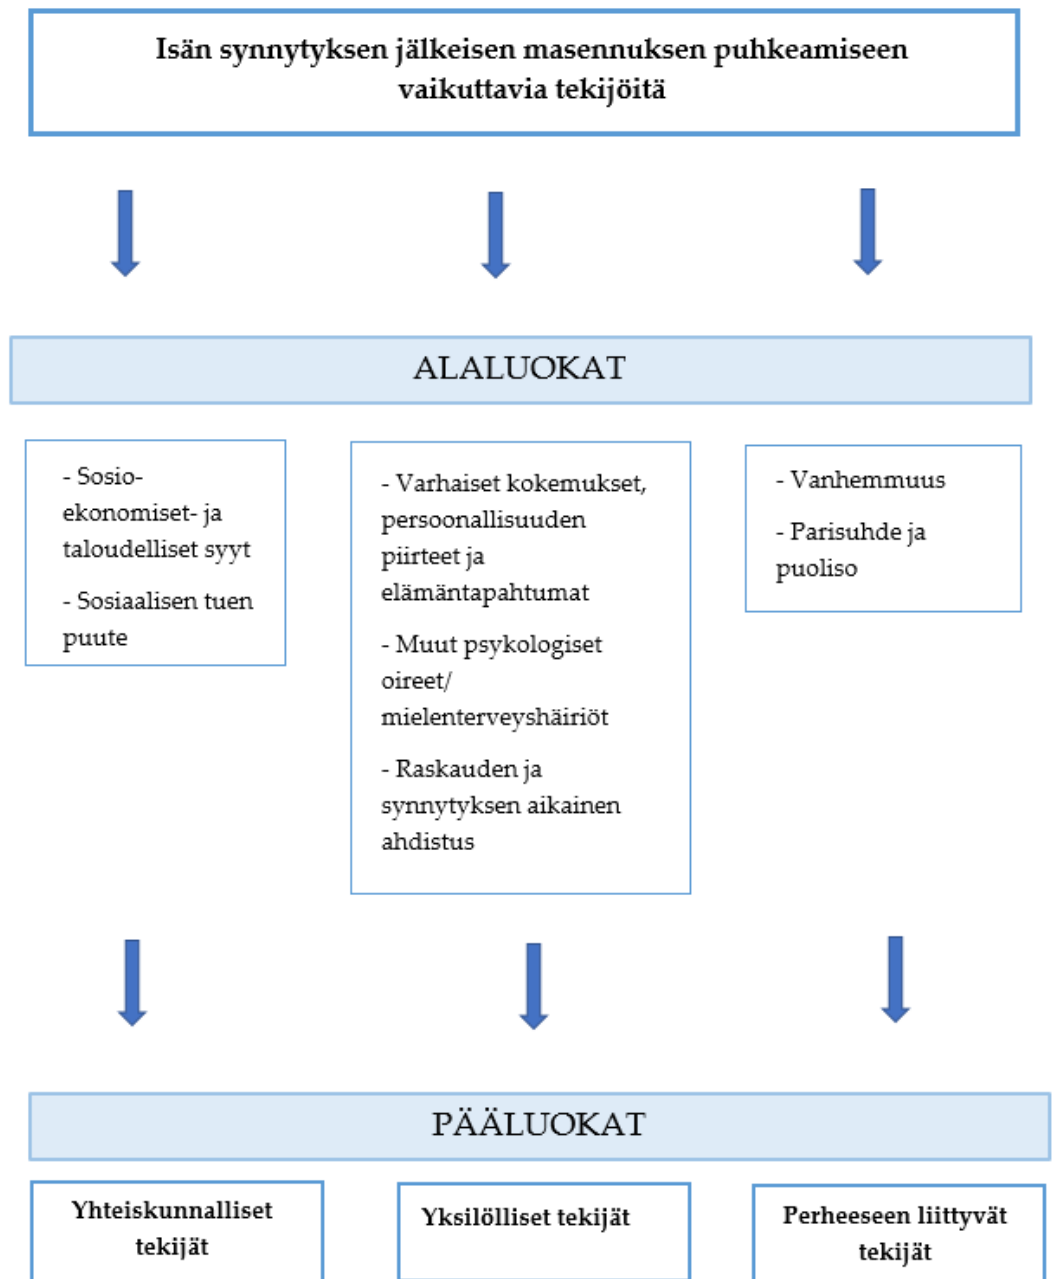 Isän synnytyksen jälkeisen masennuksen puhkeamiseen
vaikuttavia tekijöitä
ALALUOKAT
- Sosio-
ekonomiset- ja
taloudelliset syyt
- Sosiaalisen tuen
puute
- Varhaiset kokemukset,
persoonallisuuden
piirteet ja
elämäntapahtumat
- Muut psykologiset
oireet/
mielenterveyshäiriöt
- Raskauden ja
synnytyksen aikainen
ahdistus
- Vanhemmuus
- Parisuhde ja
puoliso
PÄÄLUOKAT
Yhteiskunnalliset
tekijät
Yksilölliset tekijät
Perheeseen liittyvät
tekijät